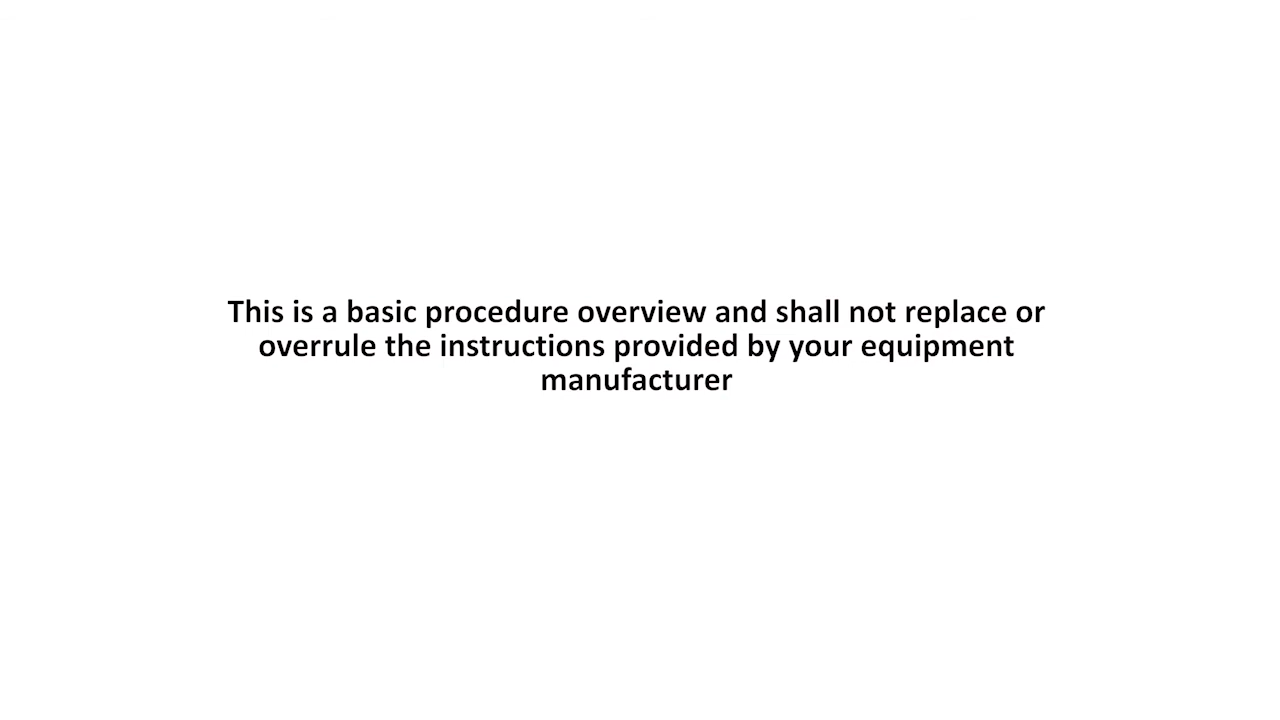 This is a basic procedure overview and shall not replace or
overrule the instructions provided by your equipment
manufacturer